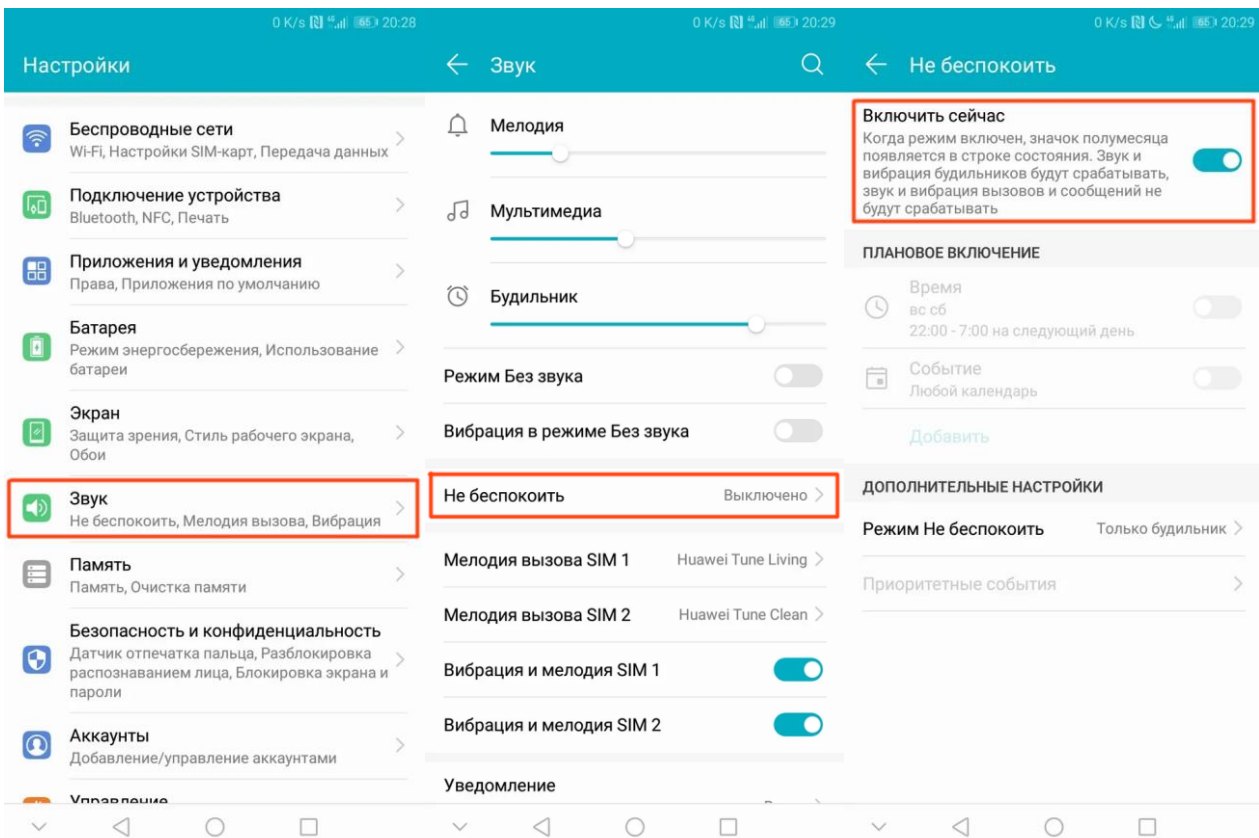 0 K/s 4G 65 20:28
Настройки
Беспроводные сети
Wi-Fi, Настройки SIM-карт, Передача данных
Подключение устройства
Bluetooth, NFC, Печать
Приложения и уведомления
Права, Приложения по умолчанию
Батарея
Режим энергосбережения, Использование
батареи
Экран
Защита зрения, Стиль рабочего экрана,
Обои
Звук
Не беспокоить, Мелодия вызова, Вибрация
Память
Память, Очистка памяти
Безопасность и конфиденциальность
Датчик отпечатка пальца, Разблокировка
распознаванием лица, Блокировка экрана и
пароли
Аккаунты
Добавление/управление аккаунтами
Управление
0 K/s 4G 65 20:29
Звук
Мелодия
Мультимедиа
Будильник
Режим Без звука
Вибрация в режиме Без звука
Не беспокоить Выключено
Мелодия вызова SIM 1 Huawei Tune Living
Мелодия вызова SIM 2 Huawei Tune Clean
Вибрация и мелодия SIM 1
Вибрация и мелодия SIM 2
Уведомление
0 K/s 4G 65 20:29
Не беспокоить
Включить сейчас
Когда режим включен, значок полумесяца
появляется в строке состояния. Звук и
вибрация будильников будут срабатывать,
звук и вибрация вызовов и сообщений не
будут срабатывать
ПЛАНОВОЕ ВКЛЮЧЕНИЕ
Время
вс сб
22:00 - 7:00 на следующий день
Событие
Любой календарь
Добавить
ДОПОЛНИТЕЛЬНЫЕ НАСТРОЙКИ
Режим Не беспокоить Только будильник
Приоритетные события